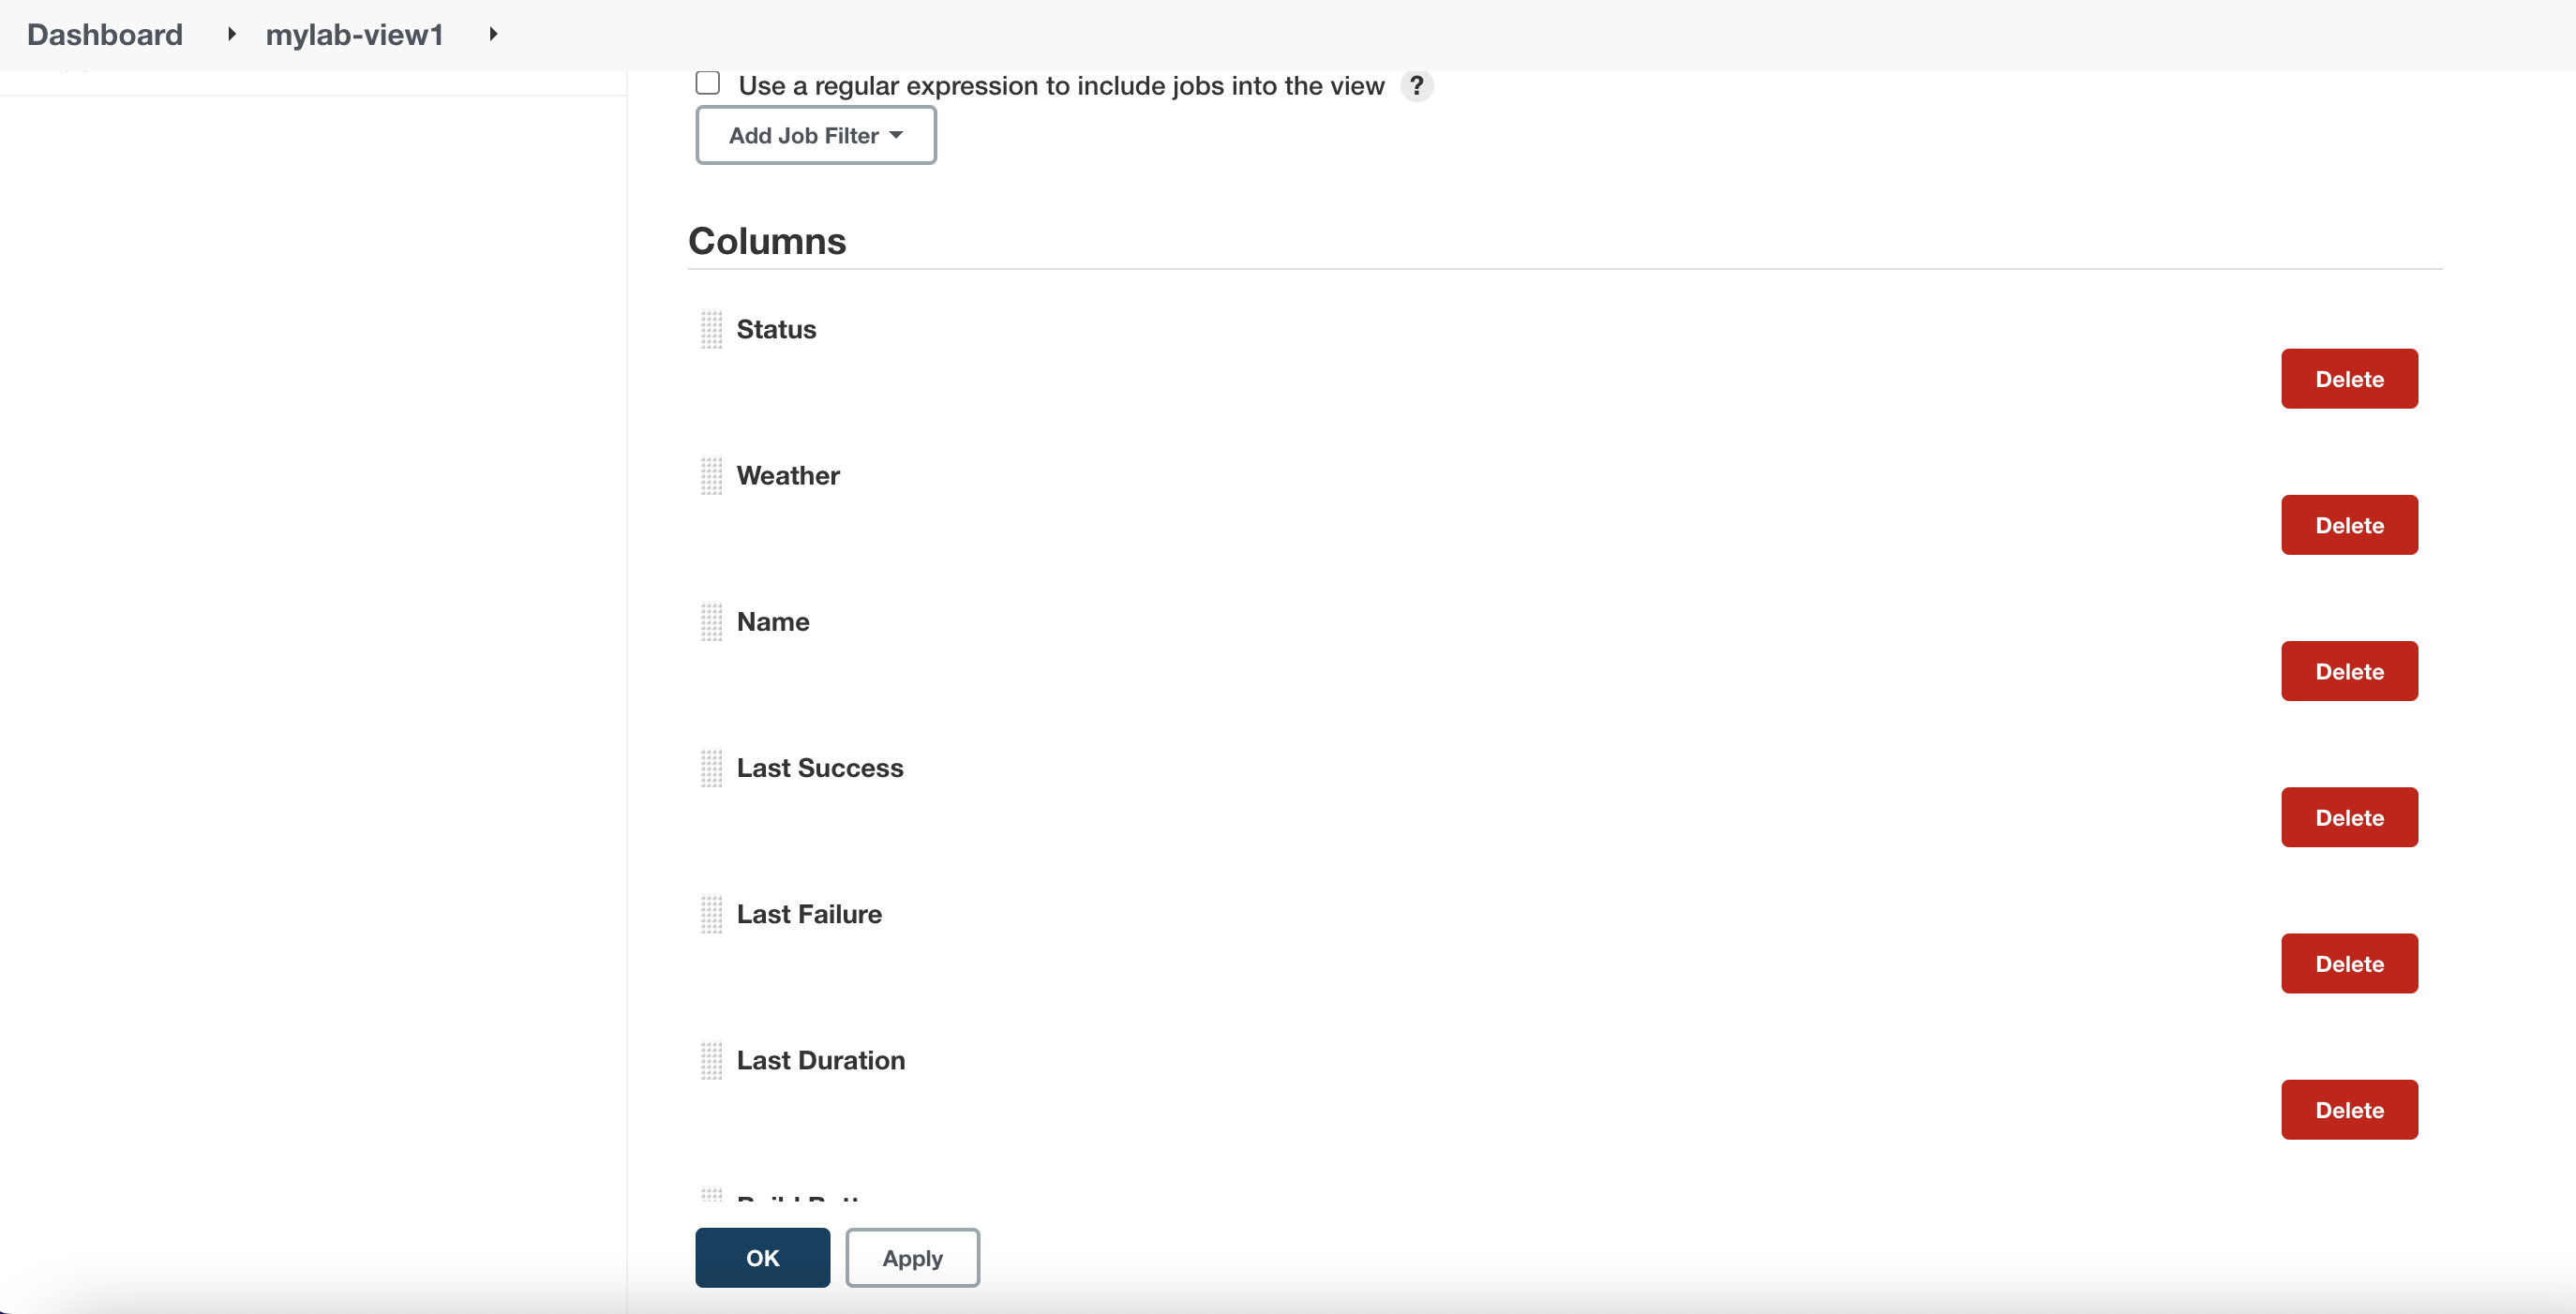 Dashboard mylab-view1
Use a regular expression to include jobs into the view ?
Add Job Filter
Columns
Status
Delete
Weather
Delete
Name
Delete
Last Success
Delete
Last Failure
Delete
Last Duration
Delete
OK Apply